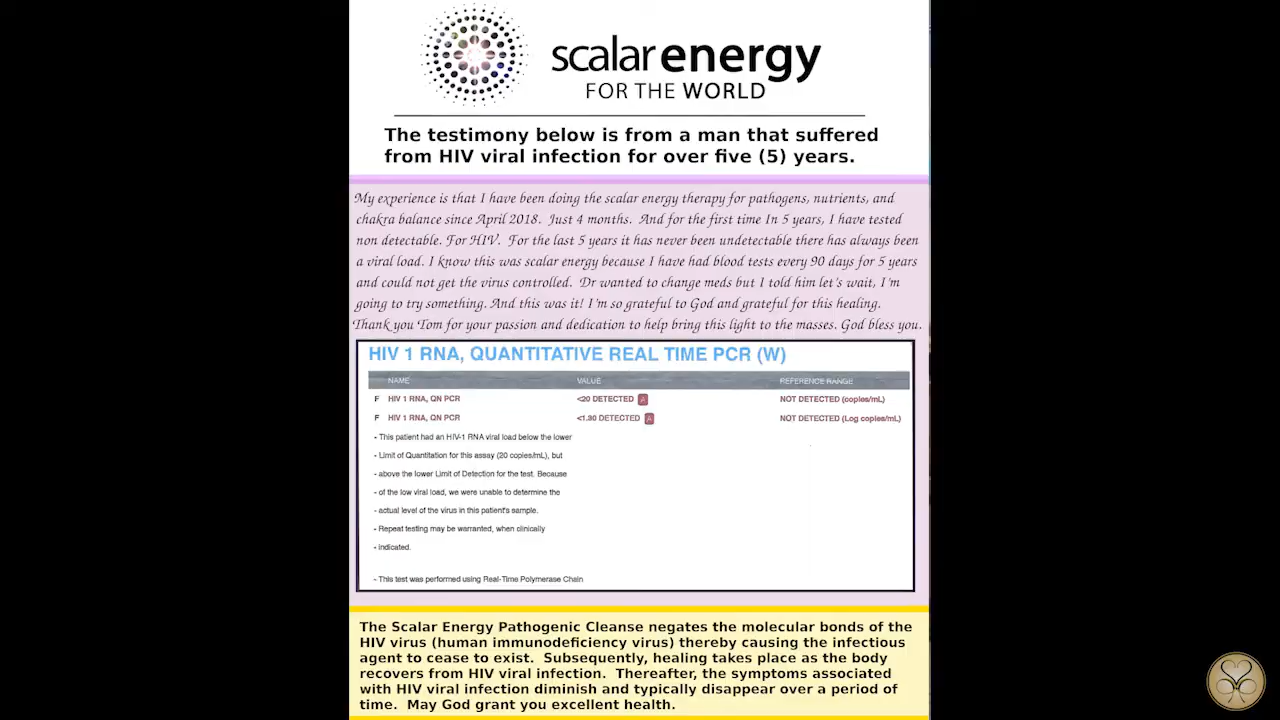 scalarenergy
FOR THE WORLD
The testimony below is from a man that suffered
from HIV viral infection for over five (5) years.
My experience is that I have been doing the scalar energy therapy for pathogens, nutrients, and
chakra balance since April 2018.  Just 4 months.  And for the first time In 5 years, I have tested
non detectable. For HIV.  For the last 5 years it has never been undetectable there has always been
a viral load. I know this was scalar energy because I have had blood tests every 90 days for 5 years
and could not get the virus controlled.  Dr wanted to change meds but I told him let's wait, I'm
going to try something. And this was it! I'm so grateful to God and grateful for this healing.
Thank you Tom for your passion and dedication to help bring this light to the masses. God bless you.
HIV 1 RNA, QUANTITATIVE REAL TIME PCR (W)
NAME VALUE REFERENCE RANGE
F HIV 1 RNA, QN PCR <20 DETECTED A NOT DETECTED (copies/mL)
F HIV 1 RNA, QN PCR <1.30 DETECTED A NOT DETECTED (Log copies/mL)
- This patient had an HIV-1 RNA viral load below the lower
- Limit of Quantitation for this assay (20 copies/mL), but
- above the lower Limit of Detection for the test. Because
- of the low viral load, we were unable to determine the
- actual level of the virus in this patient's sample.
- Repeat testing may be warranted, when clinically
- indicated.
- This test was performed using Real-Time Polymerase Chain
The Scalar Energy Pathogenic Cleanse negates the molecular bonds of the
HIV virus (human immunodeficiency virus) thereby causing the infectious
agent to cease to exist.  Subsequently, healing takes place as the body
recovers from HIV viral infection.  Thereafter, the symptoms associated
with HIV viral infection diminish and typically disappear over a period of
time.  May God grant you excellent health.